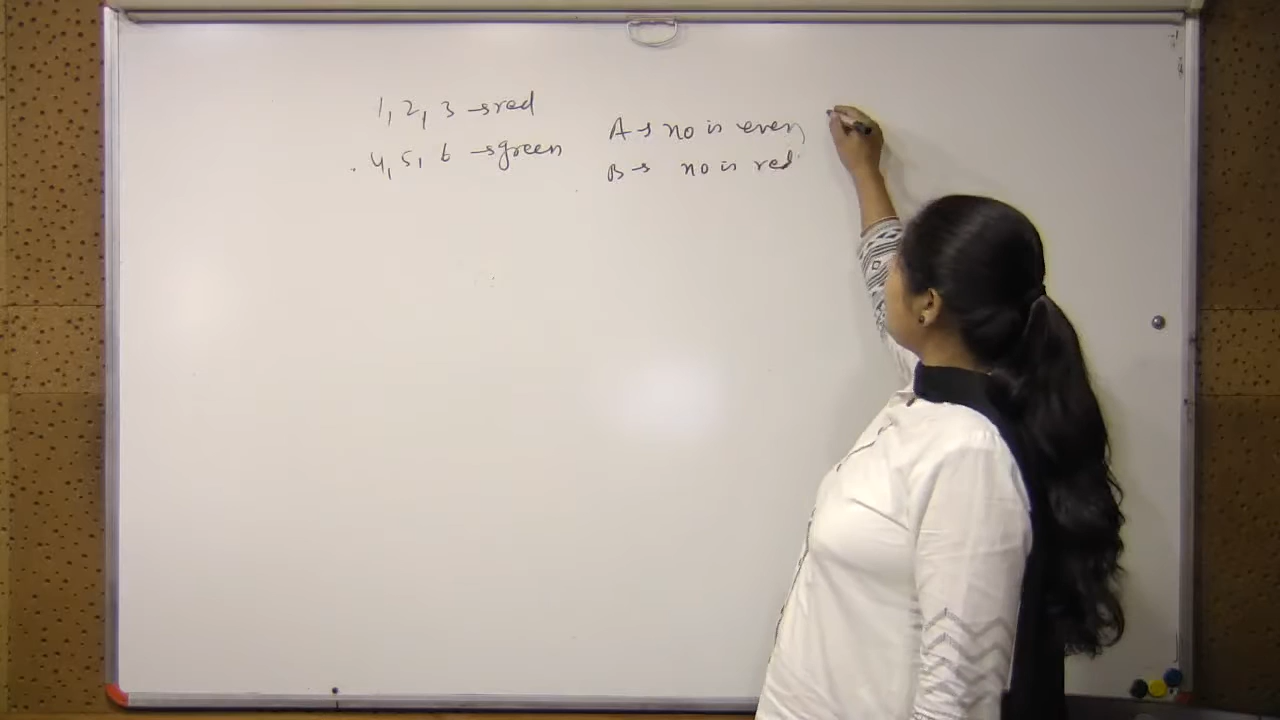 1, 2, 3 → red
4, 5, 6 → green
A → no is even
B → no is red